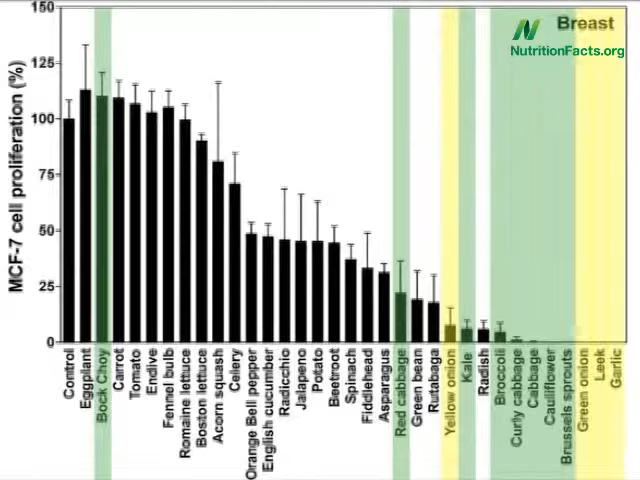 150
125
100
75
50
25
0
MCF-7 cell proliferation (%)
Breast
NutritionFacts.org
Control
Eggplant
Bock Choy
Carrot
Tomato
Endive
Fennel bulb
Romaine lettuce
Boston lettuce
Acorn squash
Celery
Orange Bell pepper
English cucumber
Radicchio
Jalapeno
Potato
Beetroot
Spinach
Fiddlehead
Asparagus
Red cabbage
Green bean
Rutabaga
Yellow onion
Kale
Radish
Broccoli
Curly cabbage
Cabbage
Cauliflower
Brussels sprouts
Green onion
Leek
Garlic